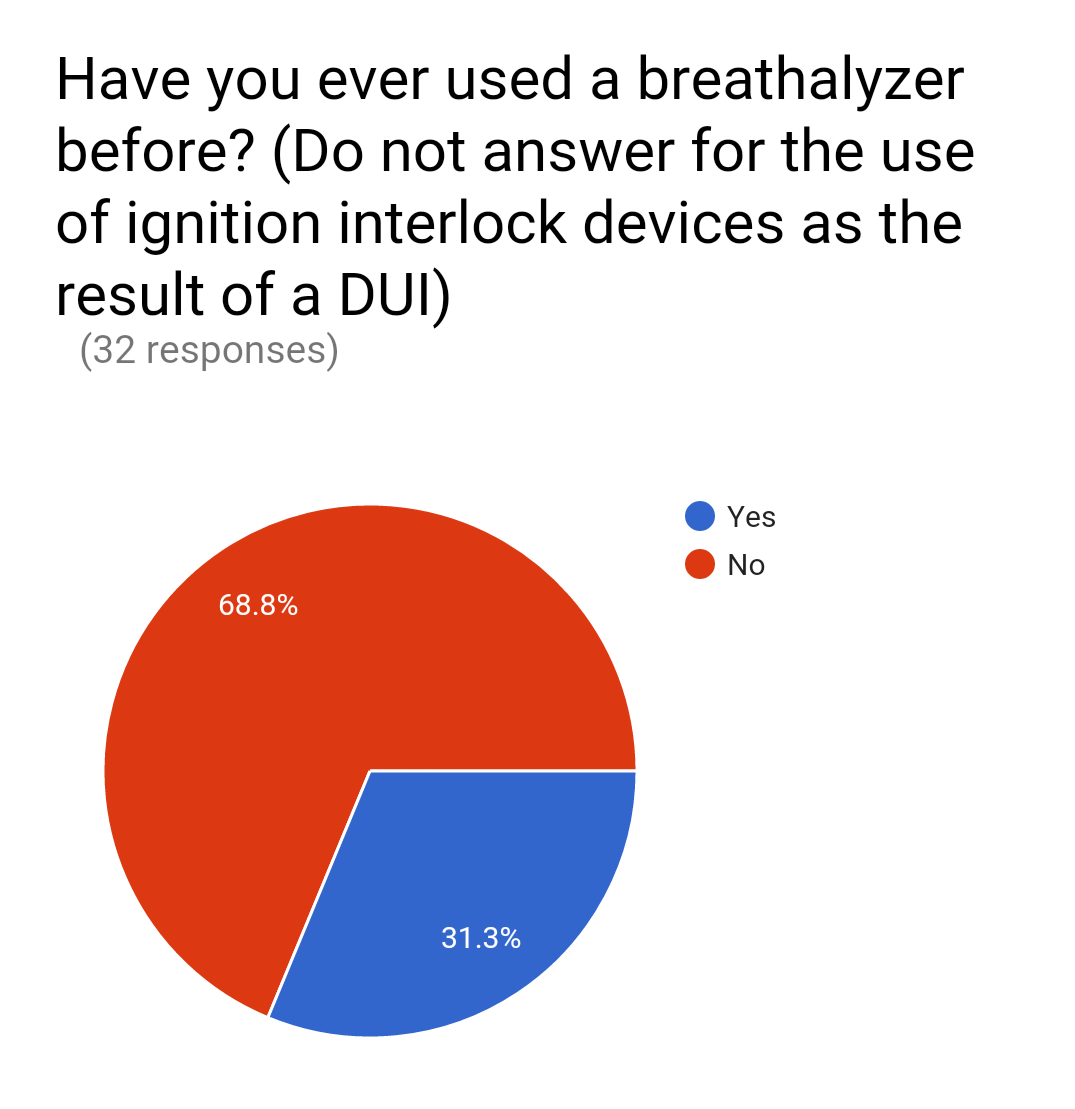 Have you ever used a breathalyzer
before? (Do not answer for the use
of ignition interlock devices as the
result of a DUI)
(32 responses)
Yes
No
68.8%
31.3%